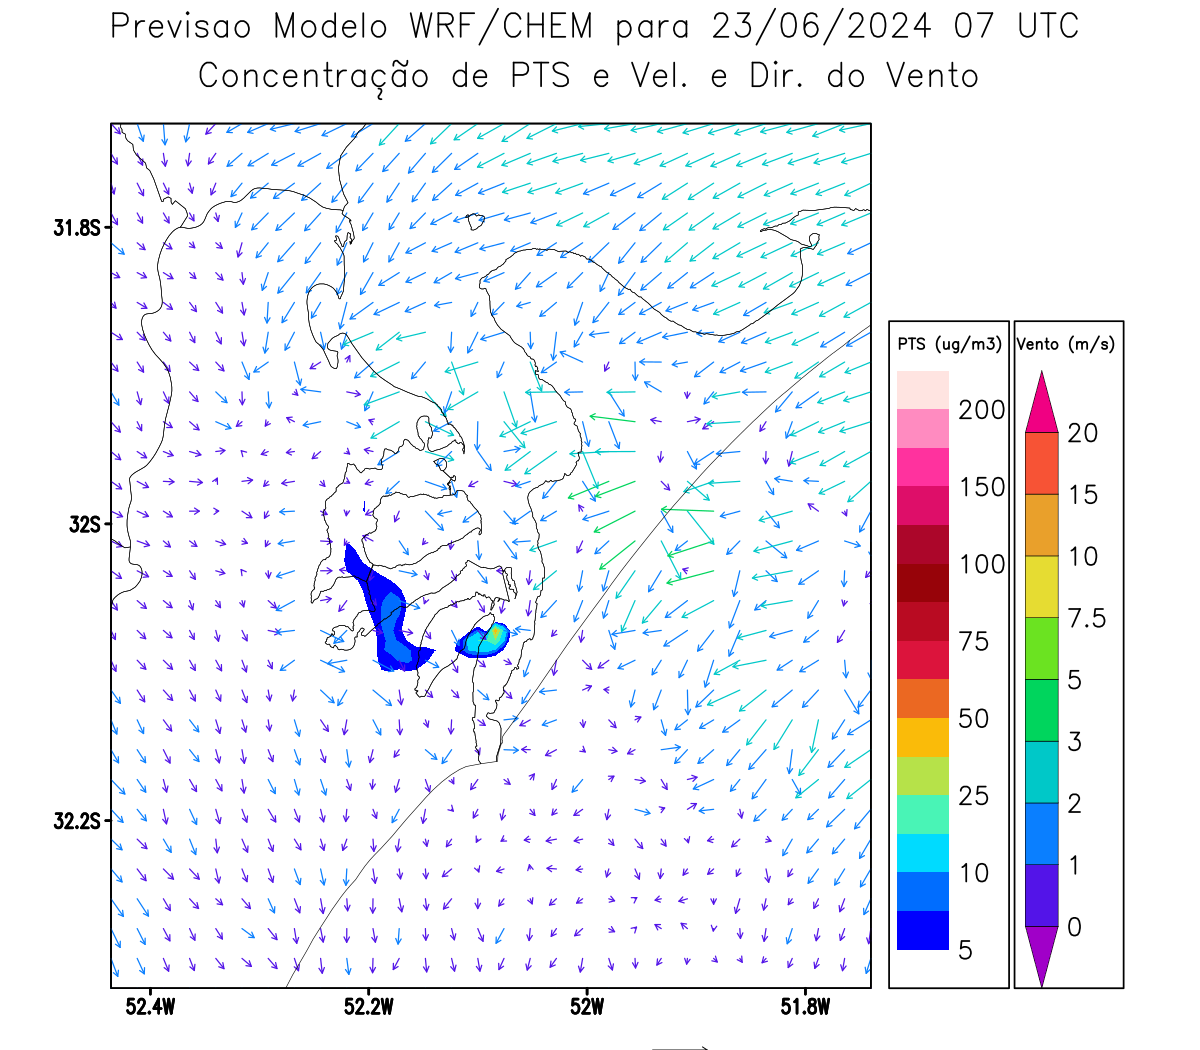 Previsao Modelo WRF/CHEM para 23/06/2024 07 UTC
Concentração de PTS e Vel. e Dir. do Vento
31.8S
32S
32.2S
52.4W 52.2W 52W 51.8W
PTS (ug/m3)
200
150
100
75
50
25
10
5
Vento (m/s)
20
15
10
7.5
5
3
2
1
0